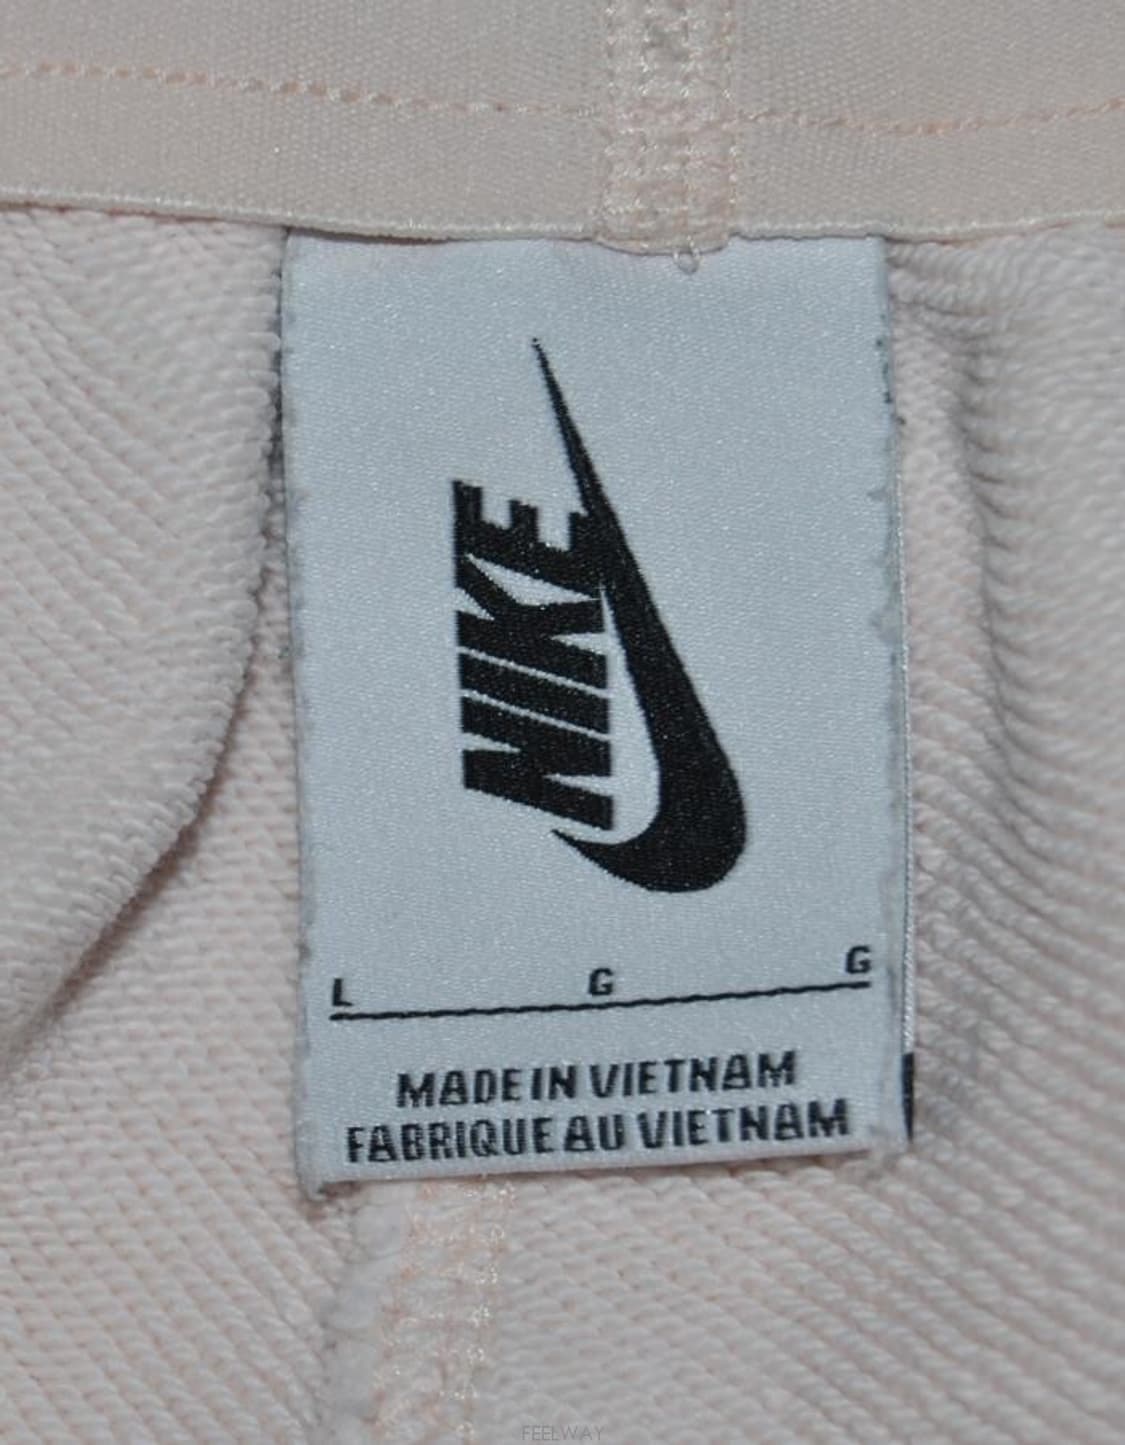 NIKE
L G G
MADE IN VIETNAM
FABRIQUE AU VIETNAM
FEELWAY